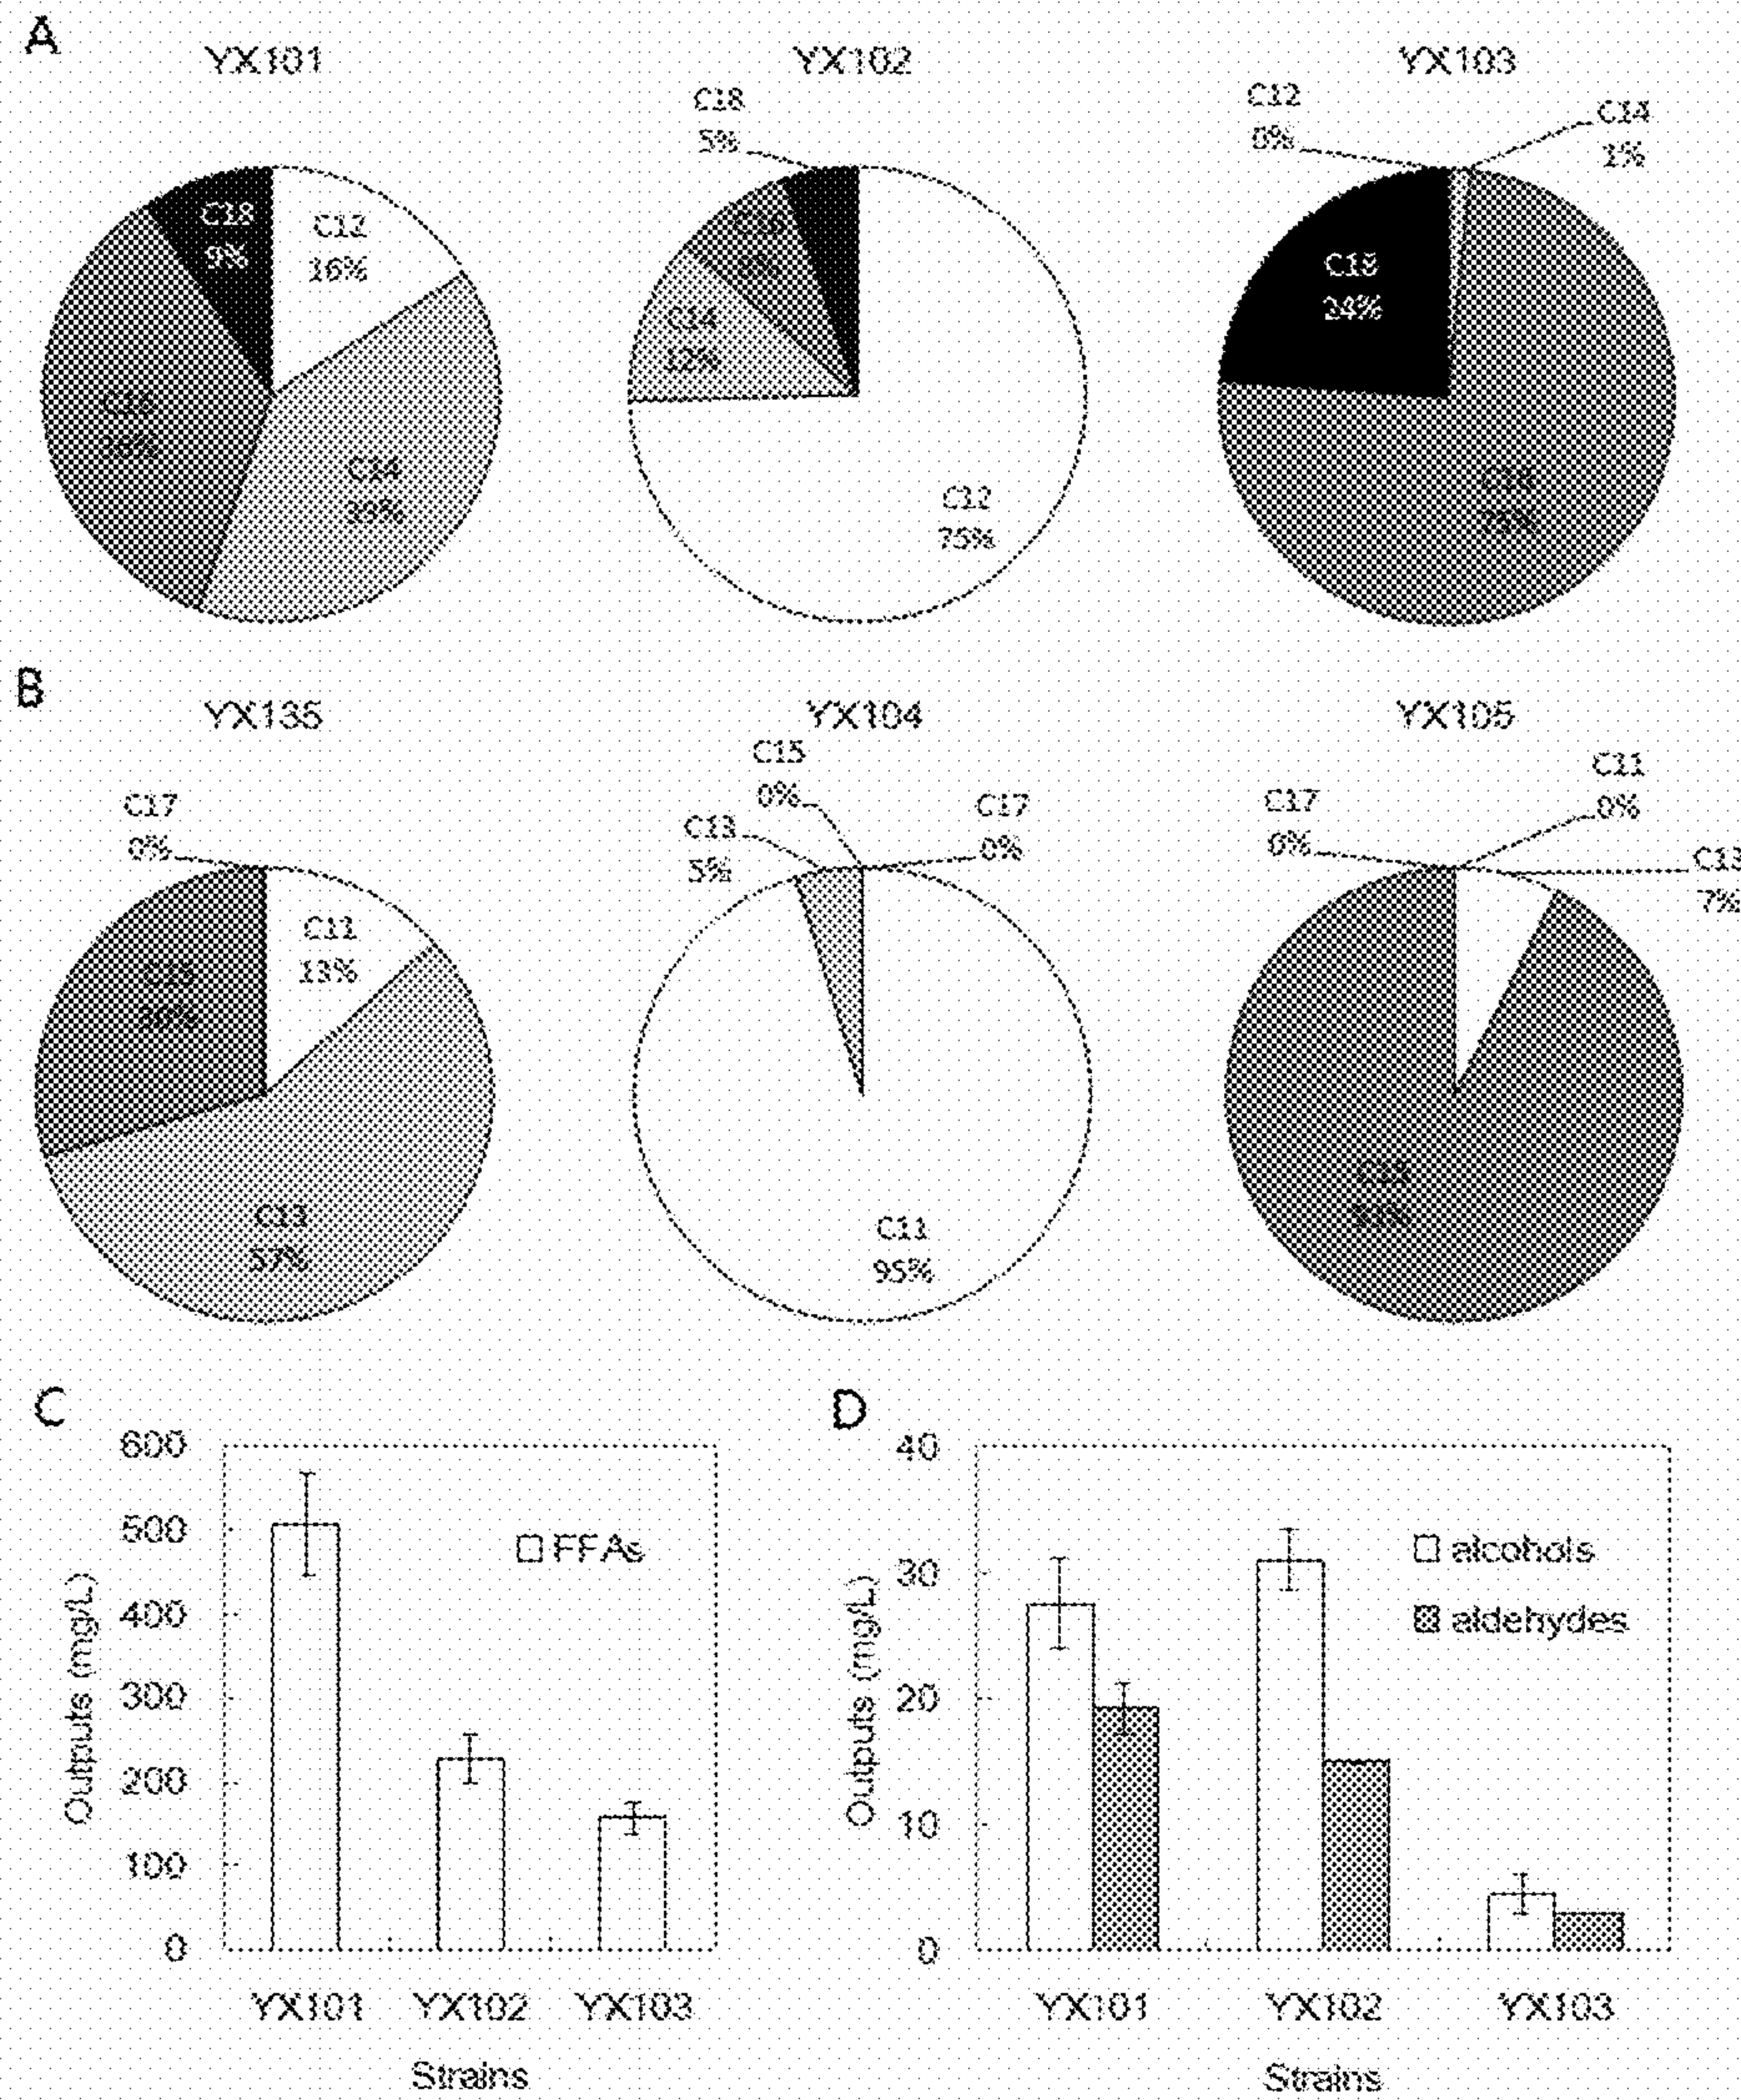 A
YX101
YX102
YX103
C18
9%
C12
16%
C14
C18
5%
C14
12%
C12
75%
C12
0%
C14
1%
C18
24%
B
YX135
YX104
YX105
C17
0%
C11
13%
C13
57%
C15
0%
C13
5%
C17
0%
C11
95%
C17
0%
C11
0%
C13
7%
C
600
500
400
300
200
100
0
Outputs (mg/L)
FFAs
YX101 YX102 YX103
Strains
D
40
30
20
10
0
Outputs (mg/L)
alcohols
aldehydes
YX101 YX102 YX103
Strains